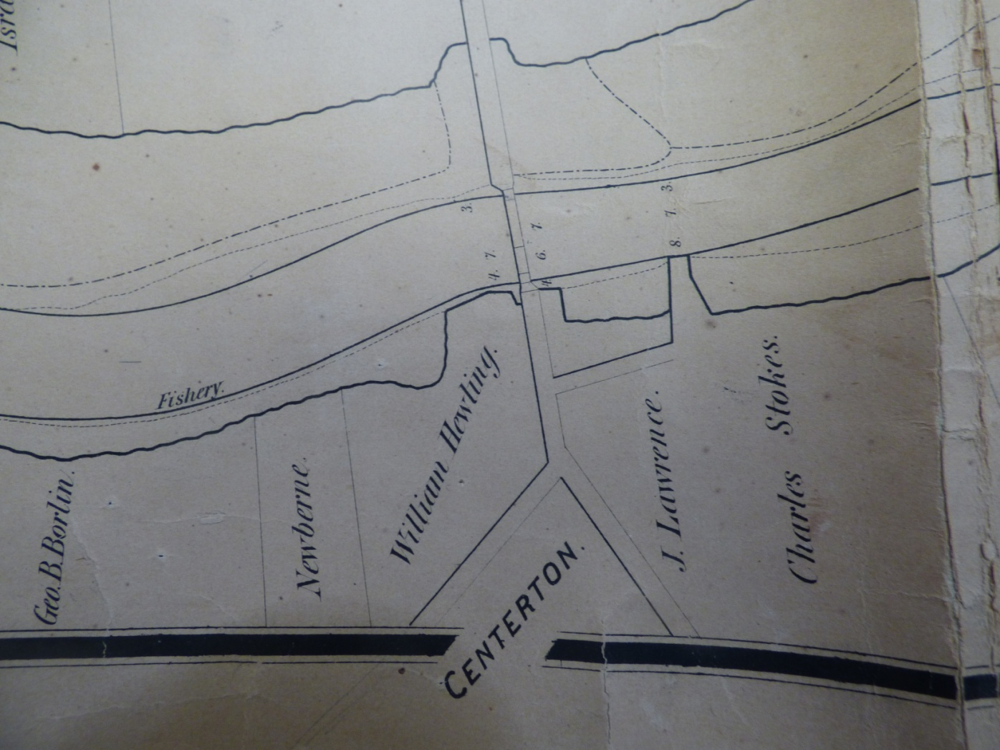 Isra
3.
3.
7.
7.
7.
8.
6.
4.
4.
Fishery.
Geo. B. Borlin.
Newberne.
William Hewling.
J. Lawrence.
Charles Stokes.
CENTERTON.